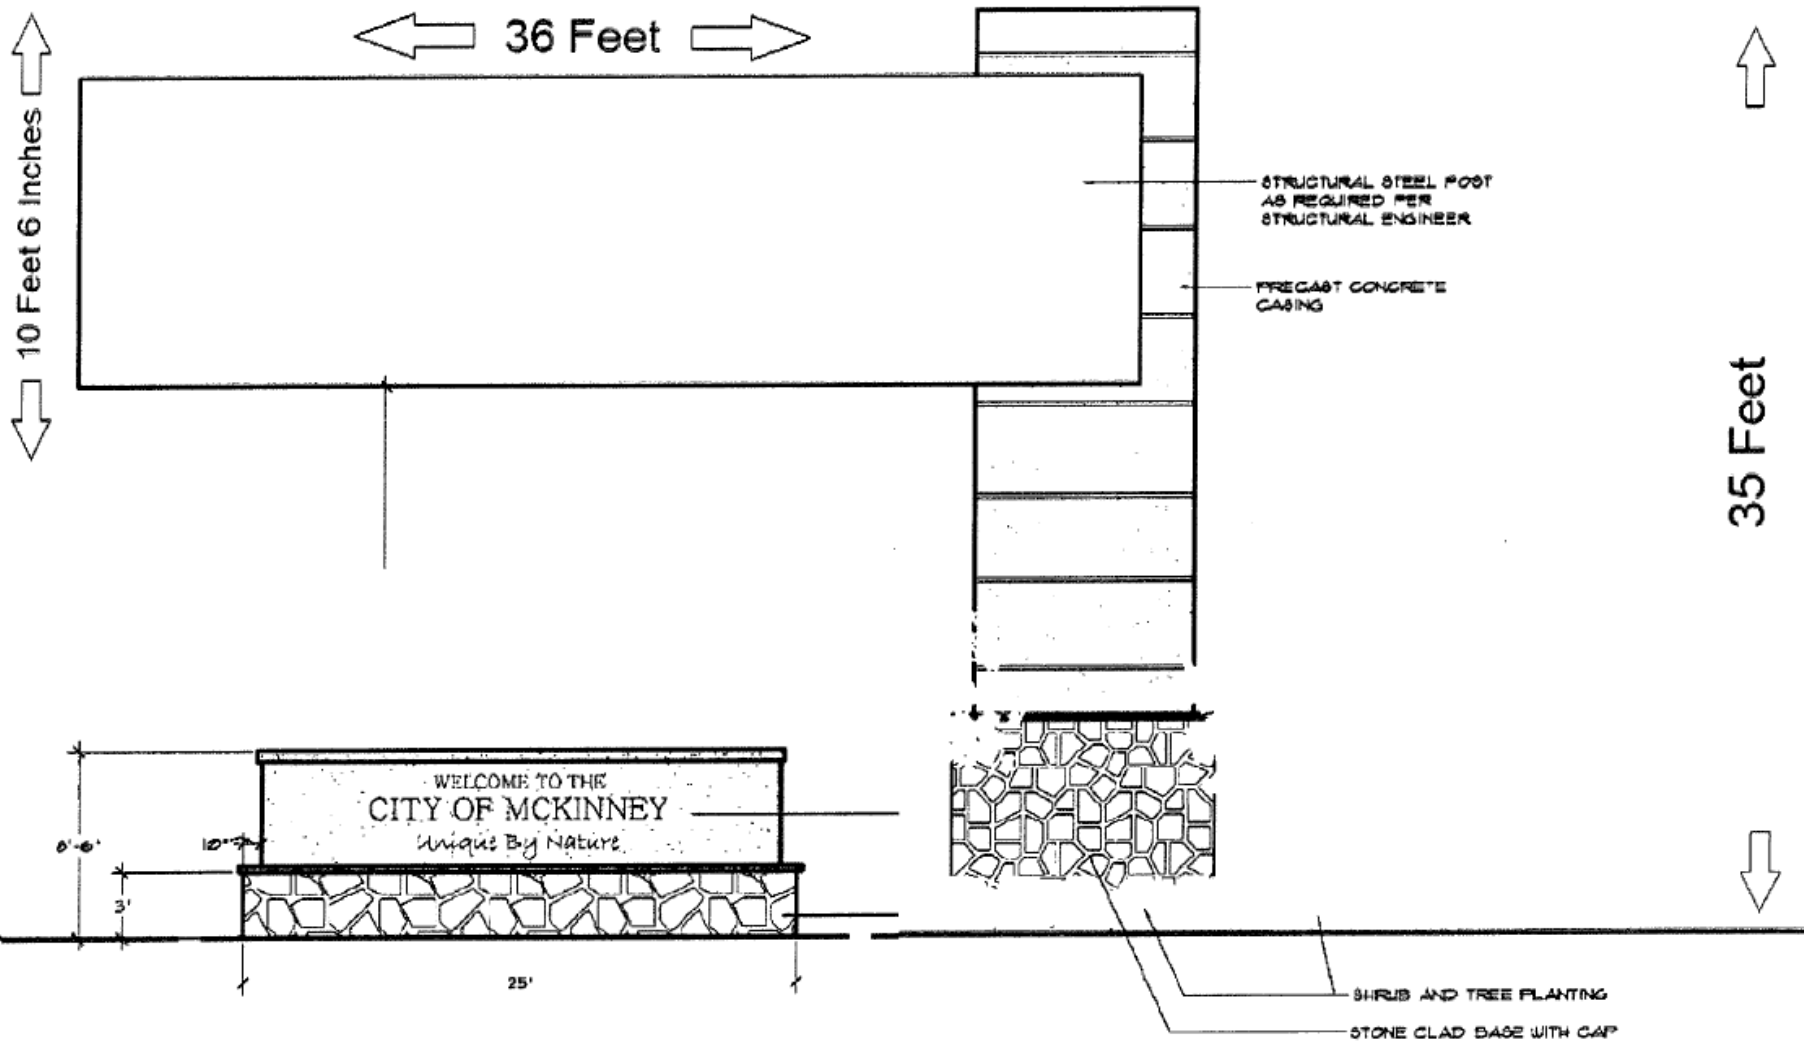 36 Feet
10 Feet 6 Inches
STRUCTURAL STEEL POST
AS REQUIRED PER
STRUCTURAL ENGINEER
PRECAST CONCRETE
CASING
35 Feet
WELCOME TO THE
CITY OF MCKINNEY
Unique By Nature
10"
3'
25'
SHRUB AND TREE PLANTING
STONE CLAD BASE WITH CAP